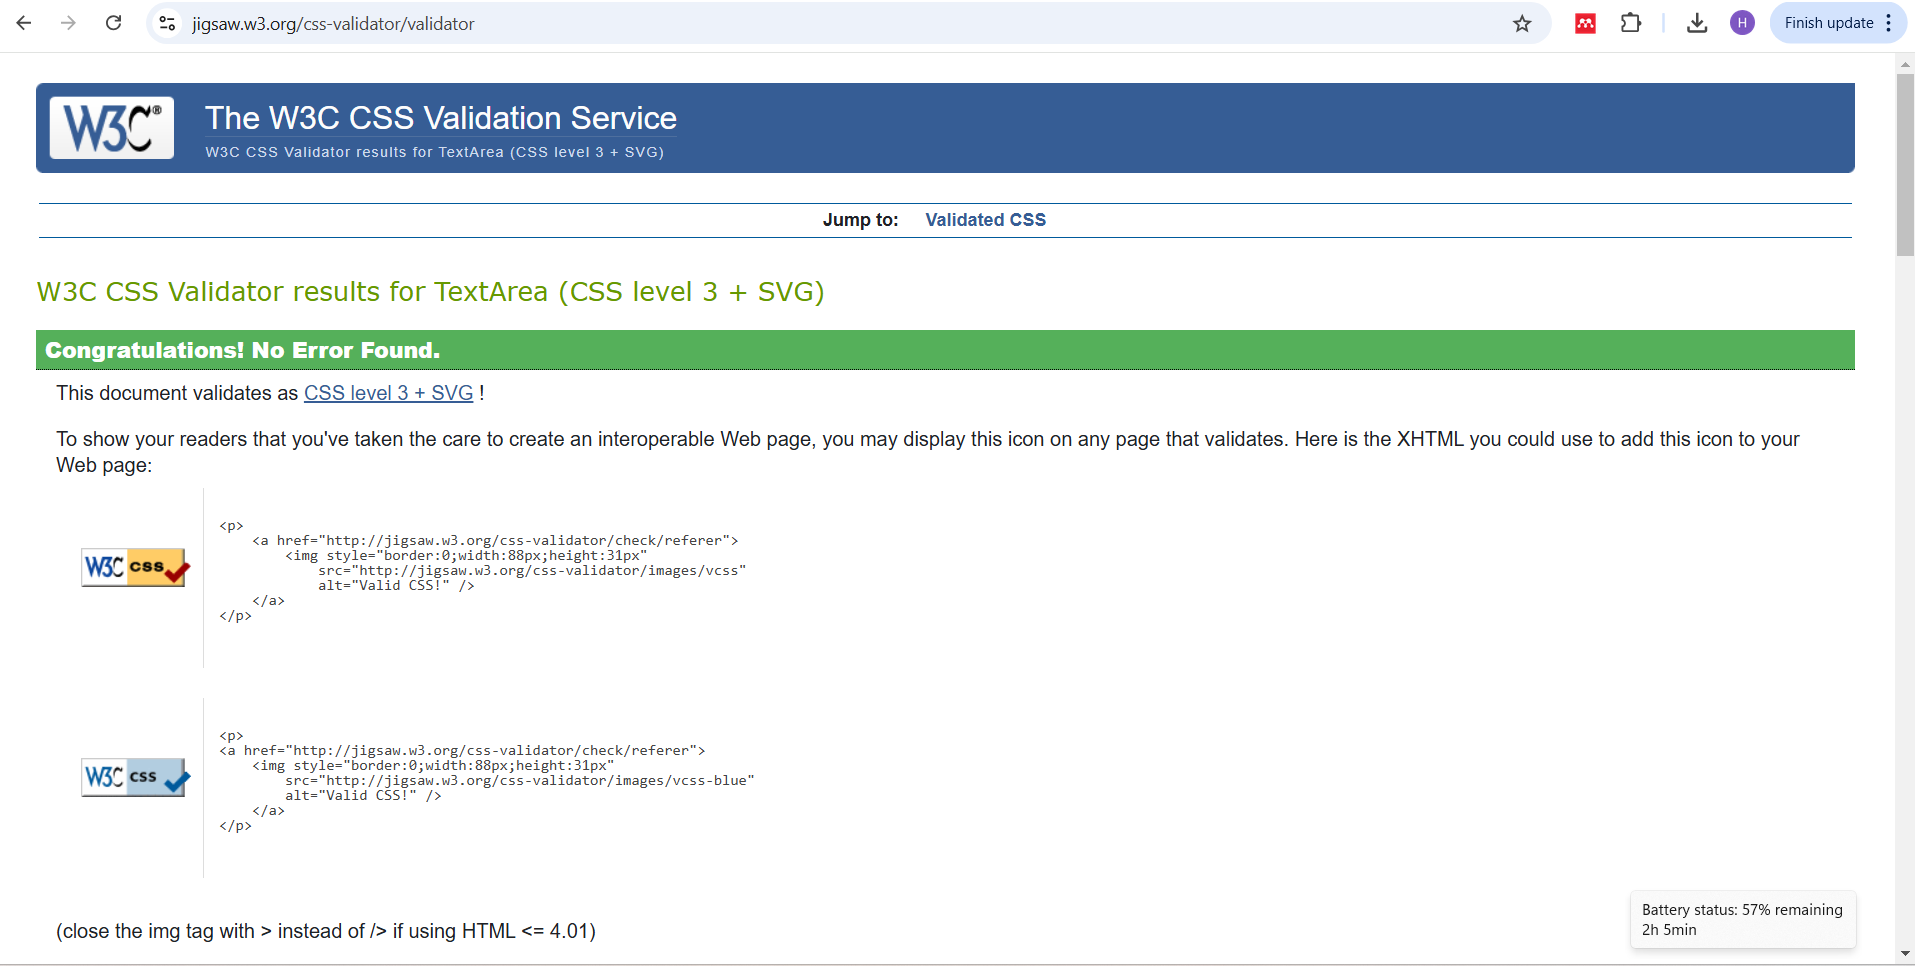 jigsaw.w3.org/css-validator/validator
H
Finish update
W3C®
The W3C CSS Validation Service
W3C CSS Validator results for TextArea (CSS level 3 + SVG)
Jump to: Validated CSS
W3C CSS Validator results for TextArea (CSS level 3 + SVG)
Congratulations! No Error Found.
This document validates as CSS level 3 + SVG !
To show your readers that you've taken the care to create an interoperable Web page, you may display this icon on any page that validates. Here is the XHTML you could use to add this icon to your
Web page:
W3C css
<p>
    <a href="http://jigsaw.w3.org/css-validator/check/referer">
        <img style="border:0;width:88px;height:31px"
            src="http://jigsaw.w3.org/css-validator/images/vcss"
            alt="Valid CSS!" />
    </a>
</p>
W3C css
<p>
<a href="http://jigsaw.w3.org/css-validator/check/referer">
    <img style="border:0;width:88px;height:31px"
        src="http://jigsaw.w3.org/css-validator/images/vcss-blue"
        alt="Valid CSS!" />
    </a>
</p>
(close the img tag with > instead of /> if using HTML <= 4.01)
Battery status: 57% remaining
2h 5min